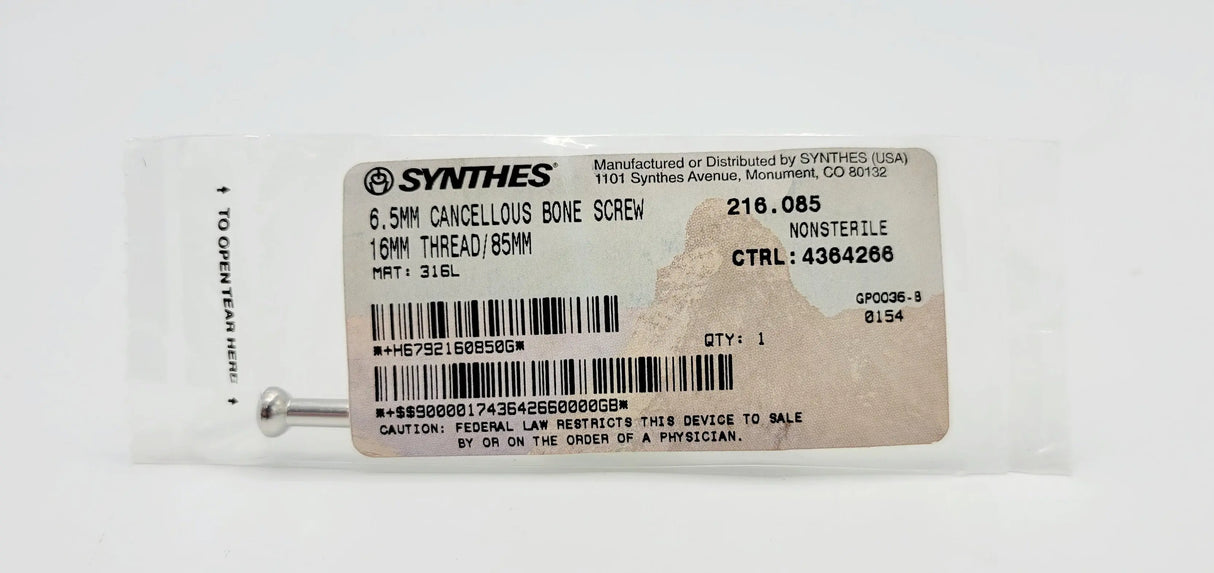 ↑ TO OPEN TEAR HERE ↑
SYNTHES®
Manufactured or Distributed by SYNTHES (USA)
1101 Synthes Avenue, Monument, CO 80132
6.5MM CANCELLOUS BONE SCREW
16MM THREAD/85MM
MAT: 316L
216.085
NONSTERILE
CTRL: 4364266
GP0036-B
0154
*+H6792160850G*
QTY: 1
*+$$900001743642660000GB*
CAUTION: FEDERAL LAW RESTRICTS THIS DEVICE TO SALE
BY OR ON THE ORDER OF A PHYSICIAN.